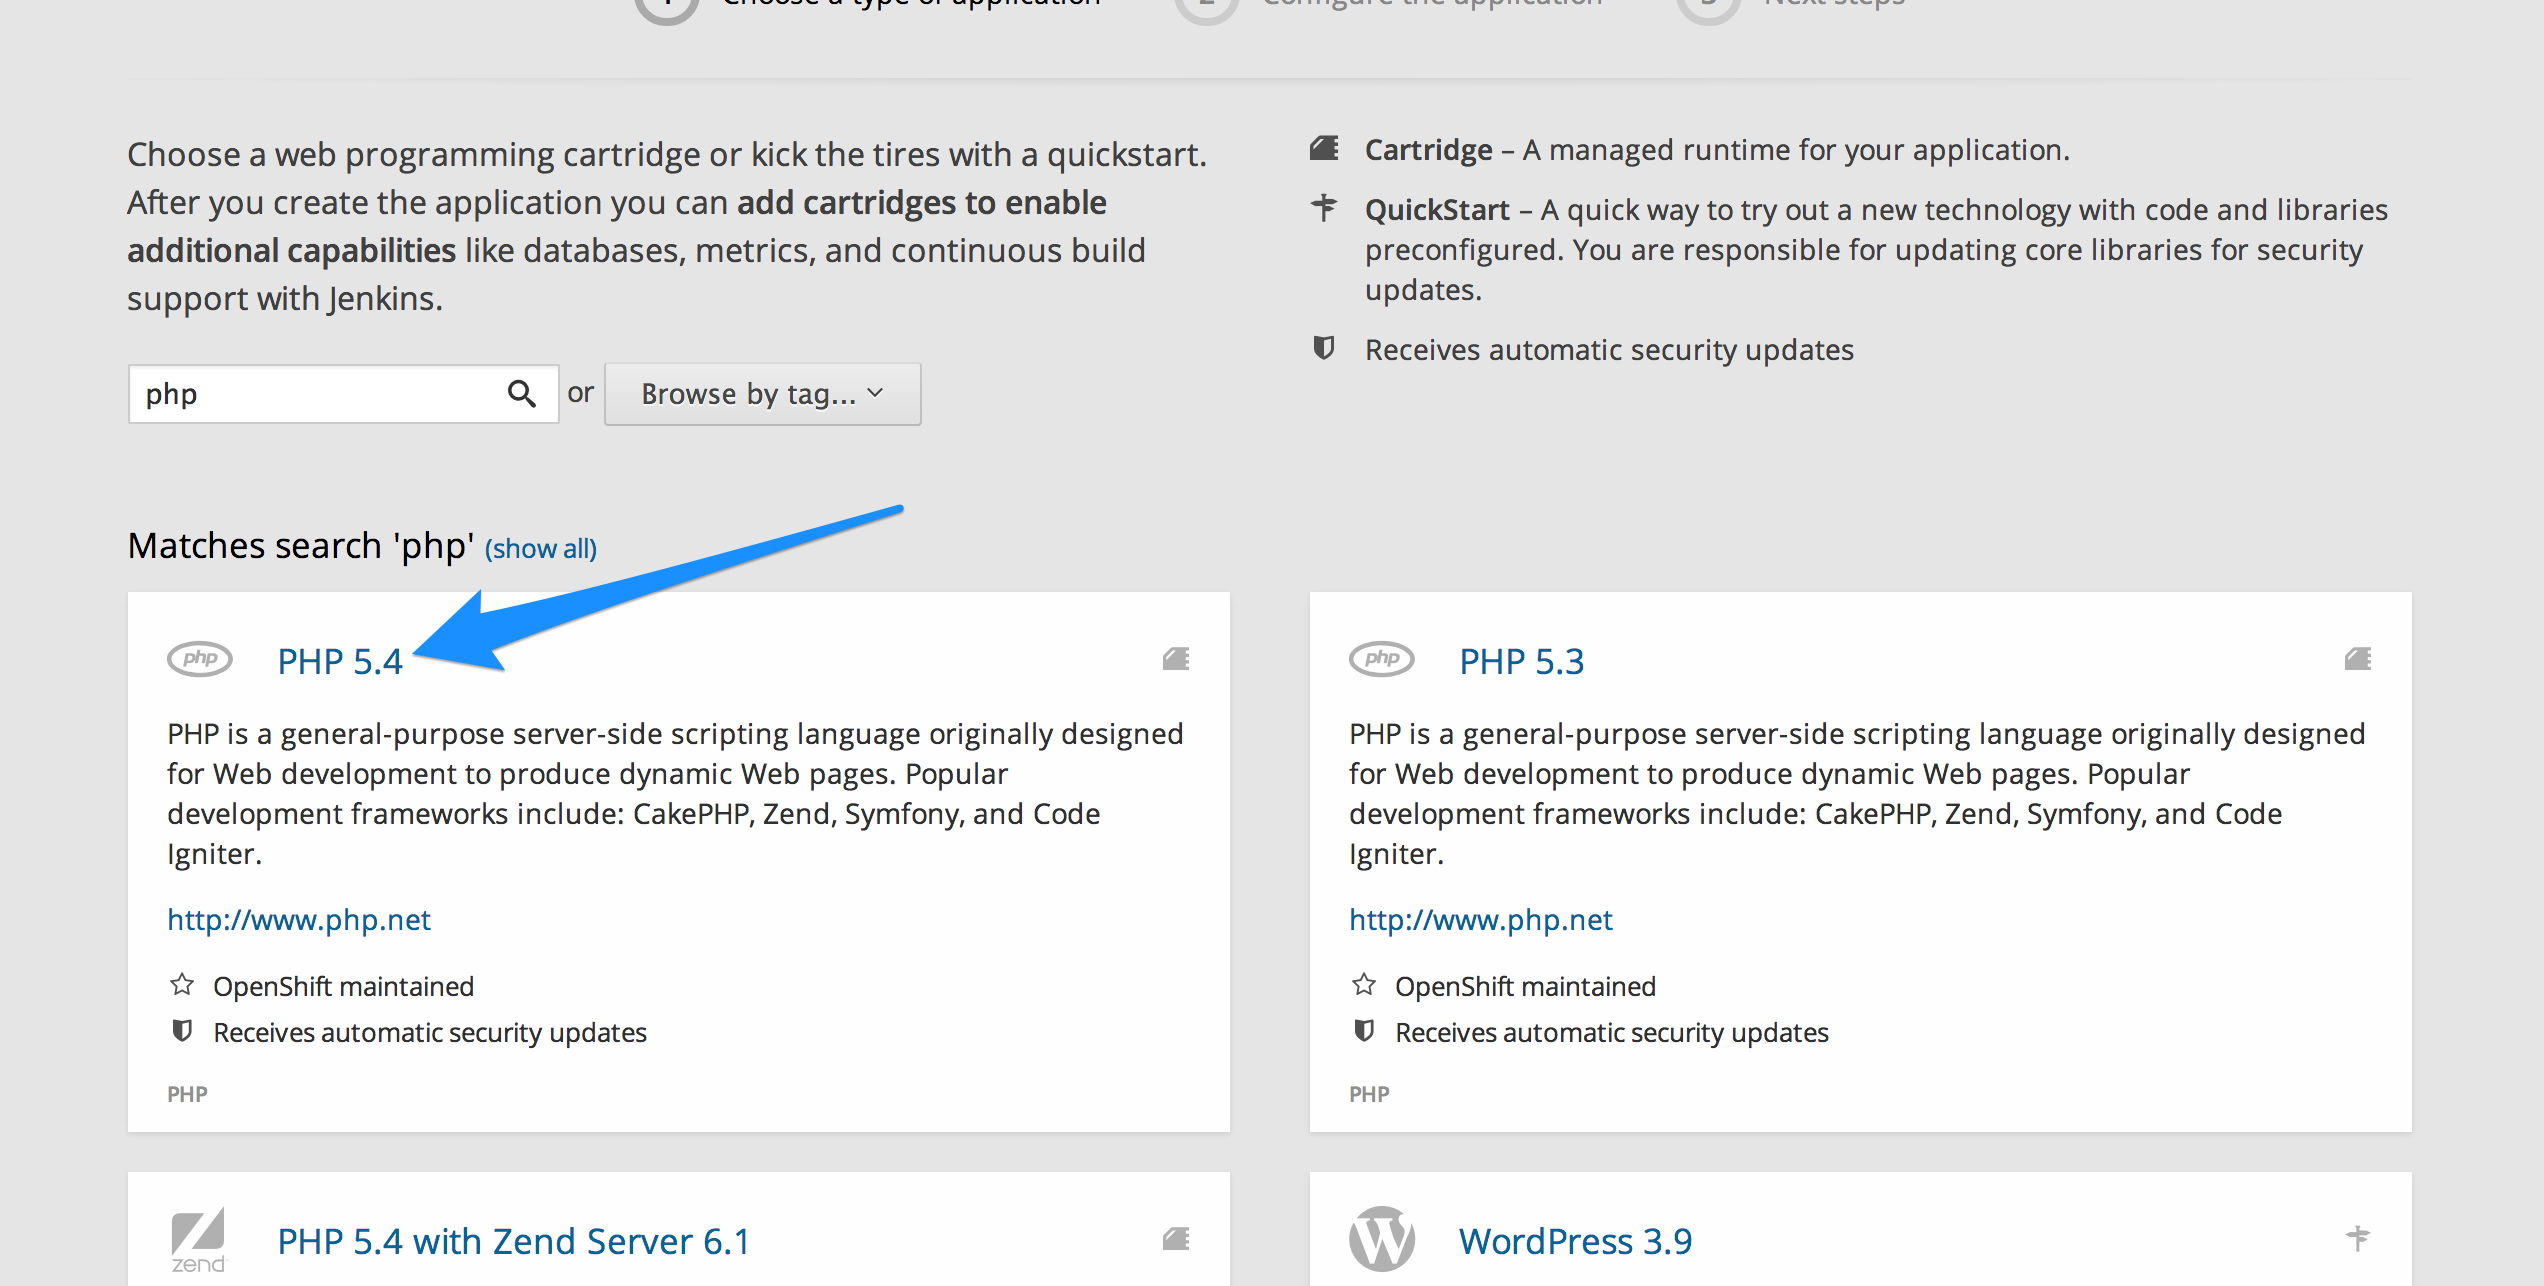 1 Choose a type of application 2 Configure the application 3 Next steps
Choose a web programming cartridge or kick the tires with a quickstart.
After you create the application you can add cartridges to enable
additional capabilities like databases, metrics, and continuous build
support with Jenkins.
Cartridge – A managed runtime for your application.
QuickStart – A quick way to try out a new technology with code and libraries
preconfigured. You are responsible for updating core libraries for security
updates.
Receives automatic security updates
php or Browse by tag...
Matches search 'php' (show all)
php PHP 5.4
PHP is a general-purpose server-side scripting language originally designed
for Web development to produce dynamic Web pages. Popular
development frameworks include: CakePHP, Zend, Symfony, and Code
Igniter.
http://www.php.net
OpenShift maintained
Receives automatic security updates
PHP
php PHP 5.3
PHP is a general-purpose server-side scripting language originally designed
for Web development to produce dynamic Web pages. Popular
development frameworks include: CakePHP, Zend, Symfony, and Code
Igniter.
http://www.php.net
OpenShift maintained
Receives automatic security updates
PHP
zend PHP 5.4 with Zend Server 6.1
WordPress 3.9